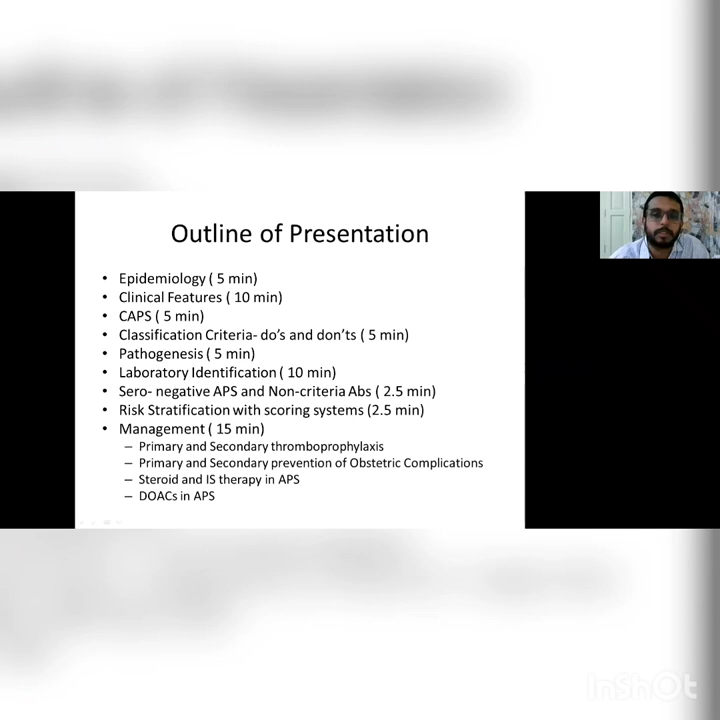 Outline of Presentation
• Epidemiology ( 5 min)
• Clinical Features ( 10 min)
• CAPS ( 5 min)
• Classification Criteria- do's and don'ts ( 5 min)
• Pathogenesis ( 5 min)
• Laboratory Identification ( 10 min)
• Sero- negative APS and Non-criteria Abs ( 2.5 min)
• Risk Stratification with scoring systems (2.5 min)
• Management ( 15 min)
– Primary and Secondary thromboprophylaxis
– Primary and Secondary prevention of Obstetric Complications
– Steroid and IS therapy in APS
– DOACs in APS
InShOt